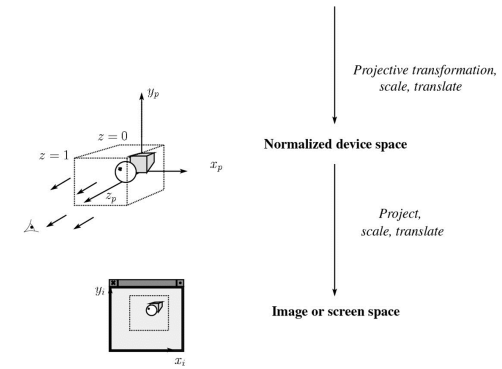 Projective transformation,
scale, translate
y_p
z=0
Normalized device space
z=1
x_p
z_p
Project,
scale, translate
y_i
Image or screen space
x_i